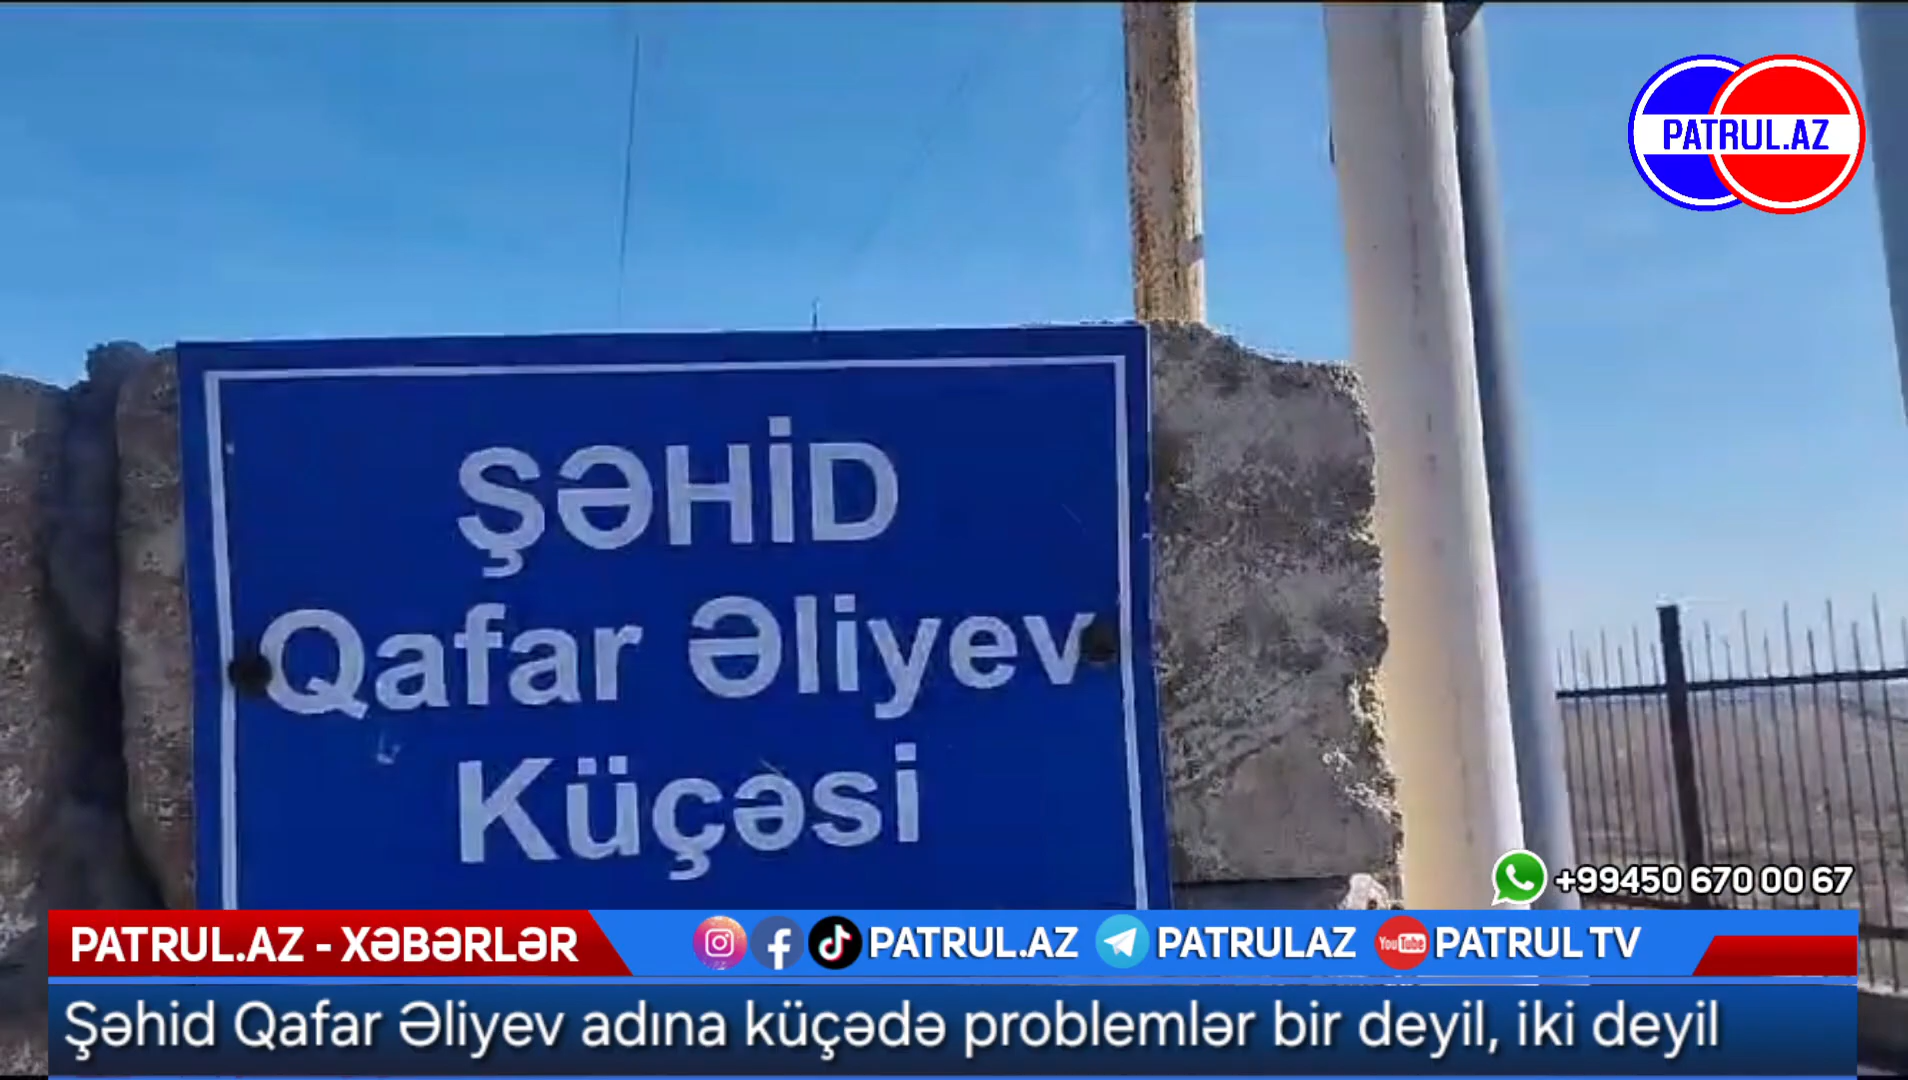 PATRUL.AZ
ŞƏHİD
Qafar Əliyev
Küçəsi
+99450 670 00 67
PATRUL.AZ - XƏBƏRLƏR
PATRUL.AZ
PATRULAZ
YouTube
PATRUL TV
Şəhid Qafar Əliyev adına küçədə problemlər bir deyil, iki deyil